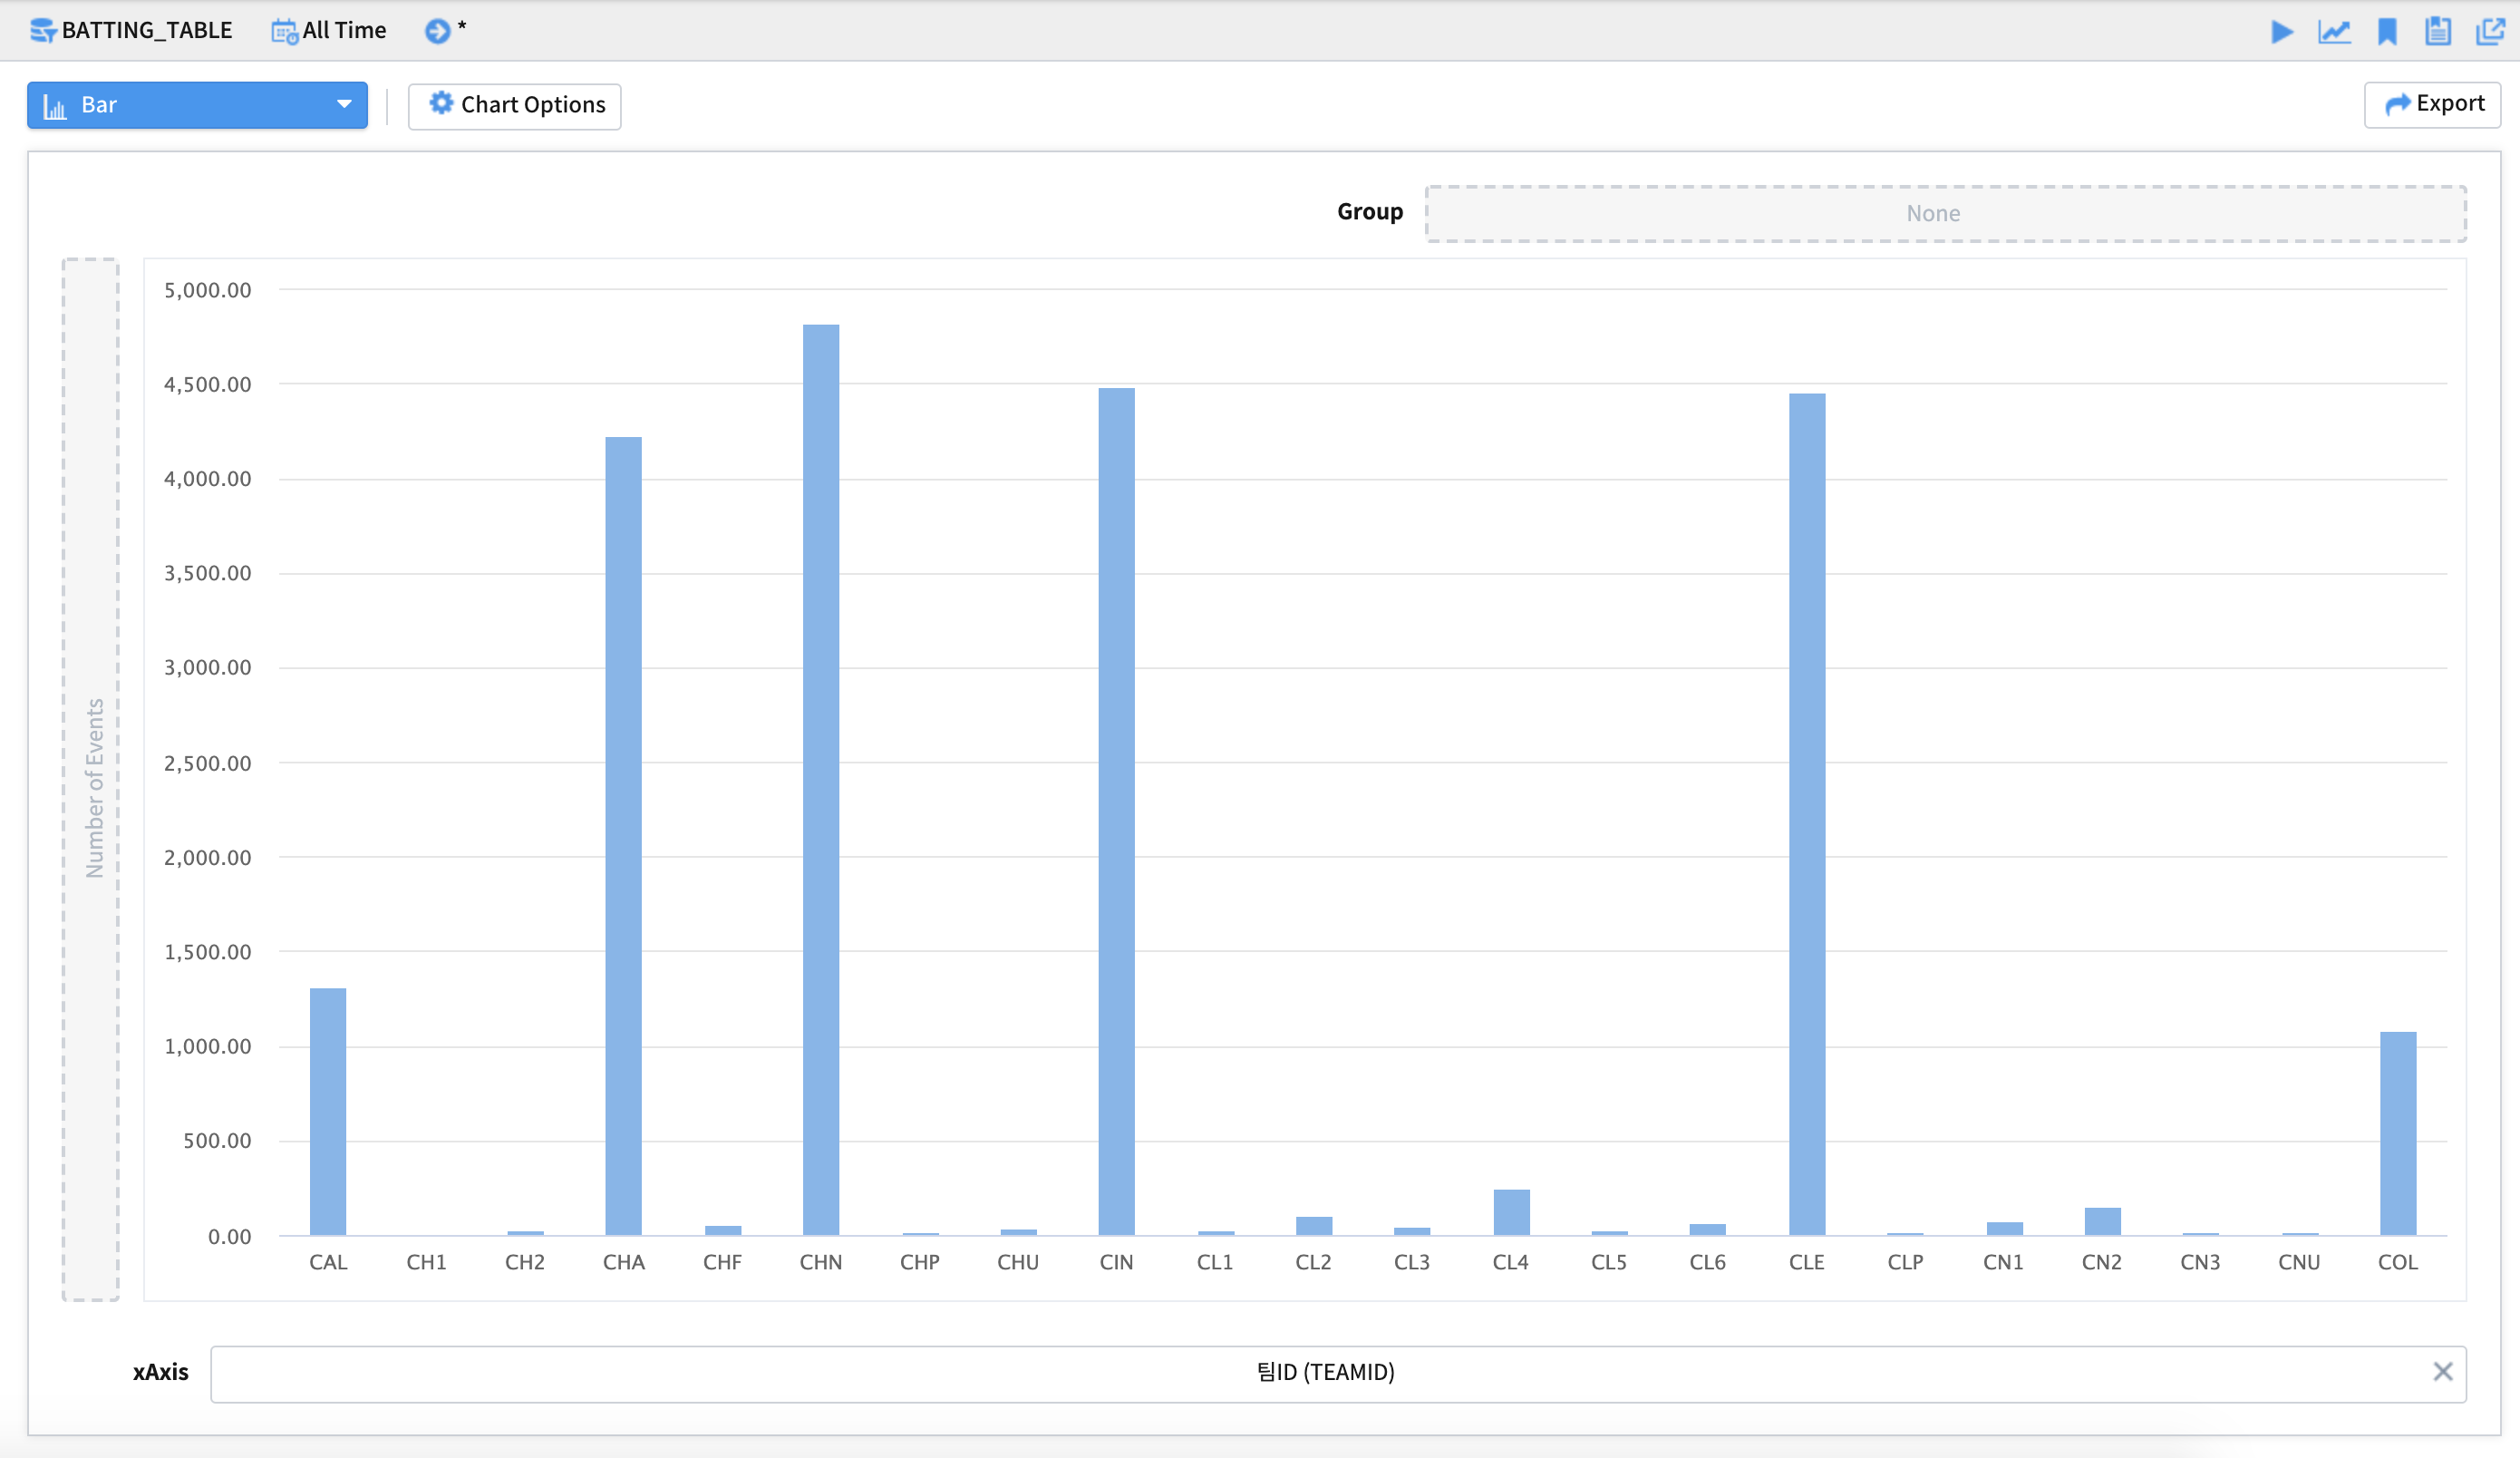 BATTING_TABLE All Time *
Bar Chart Options Export
Group None
Number of Events
5,000.00
4,500.00
4,000.00
3,500.00
3,000.00
2,500.00
2,000.00
1,500.00
1,000.00
500.00
0.00
CAL CH1 CH2 CHA CHF CHN CHP CHU CIN CL1 CL2 CL3 CL4 CL5 CL6 CLE CLP CN1 CN2 CN3 CNU COL
xAxis 팀ID (TEAMID)